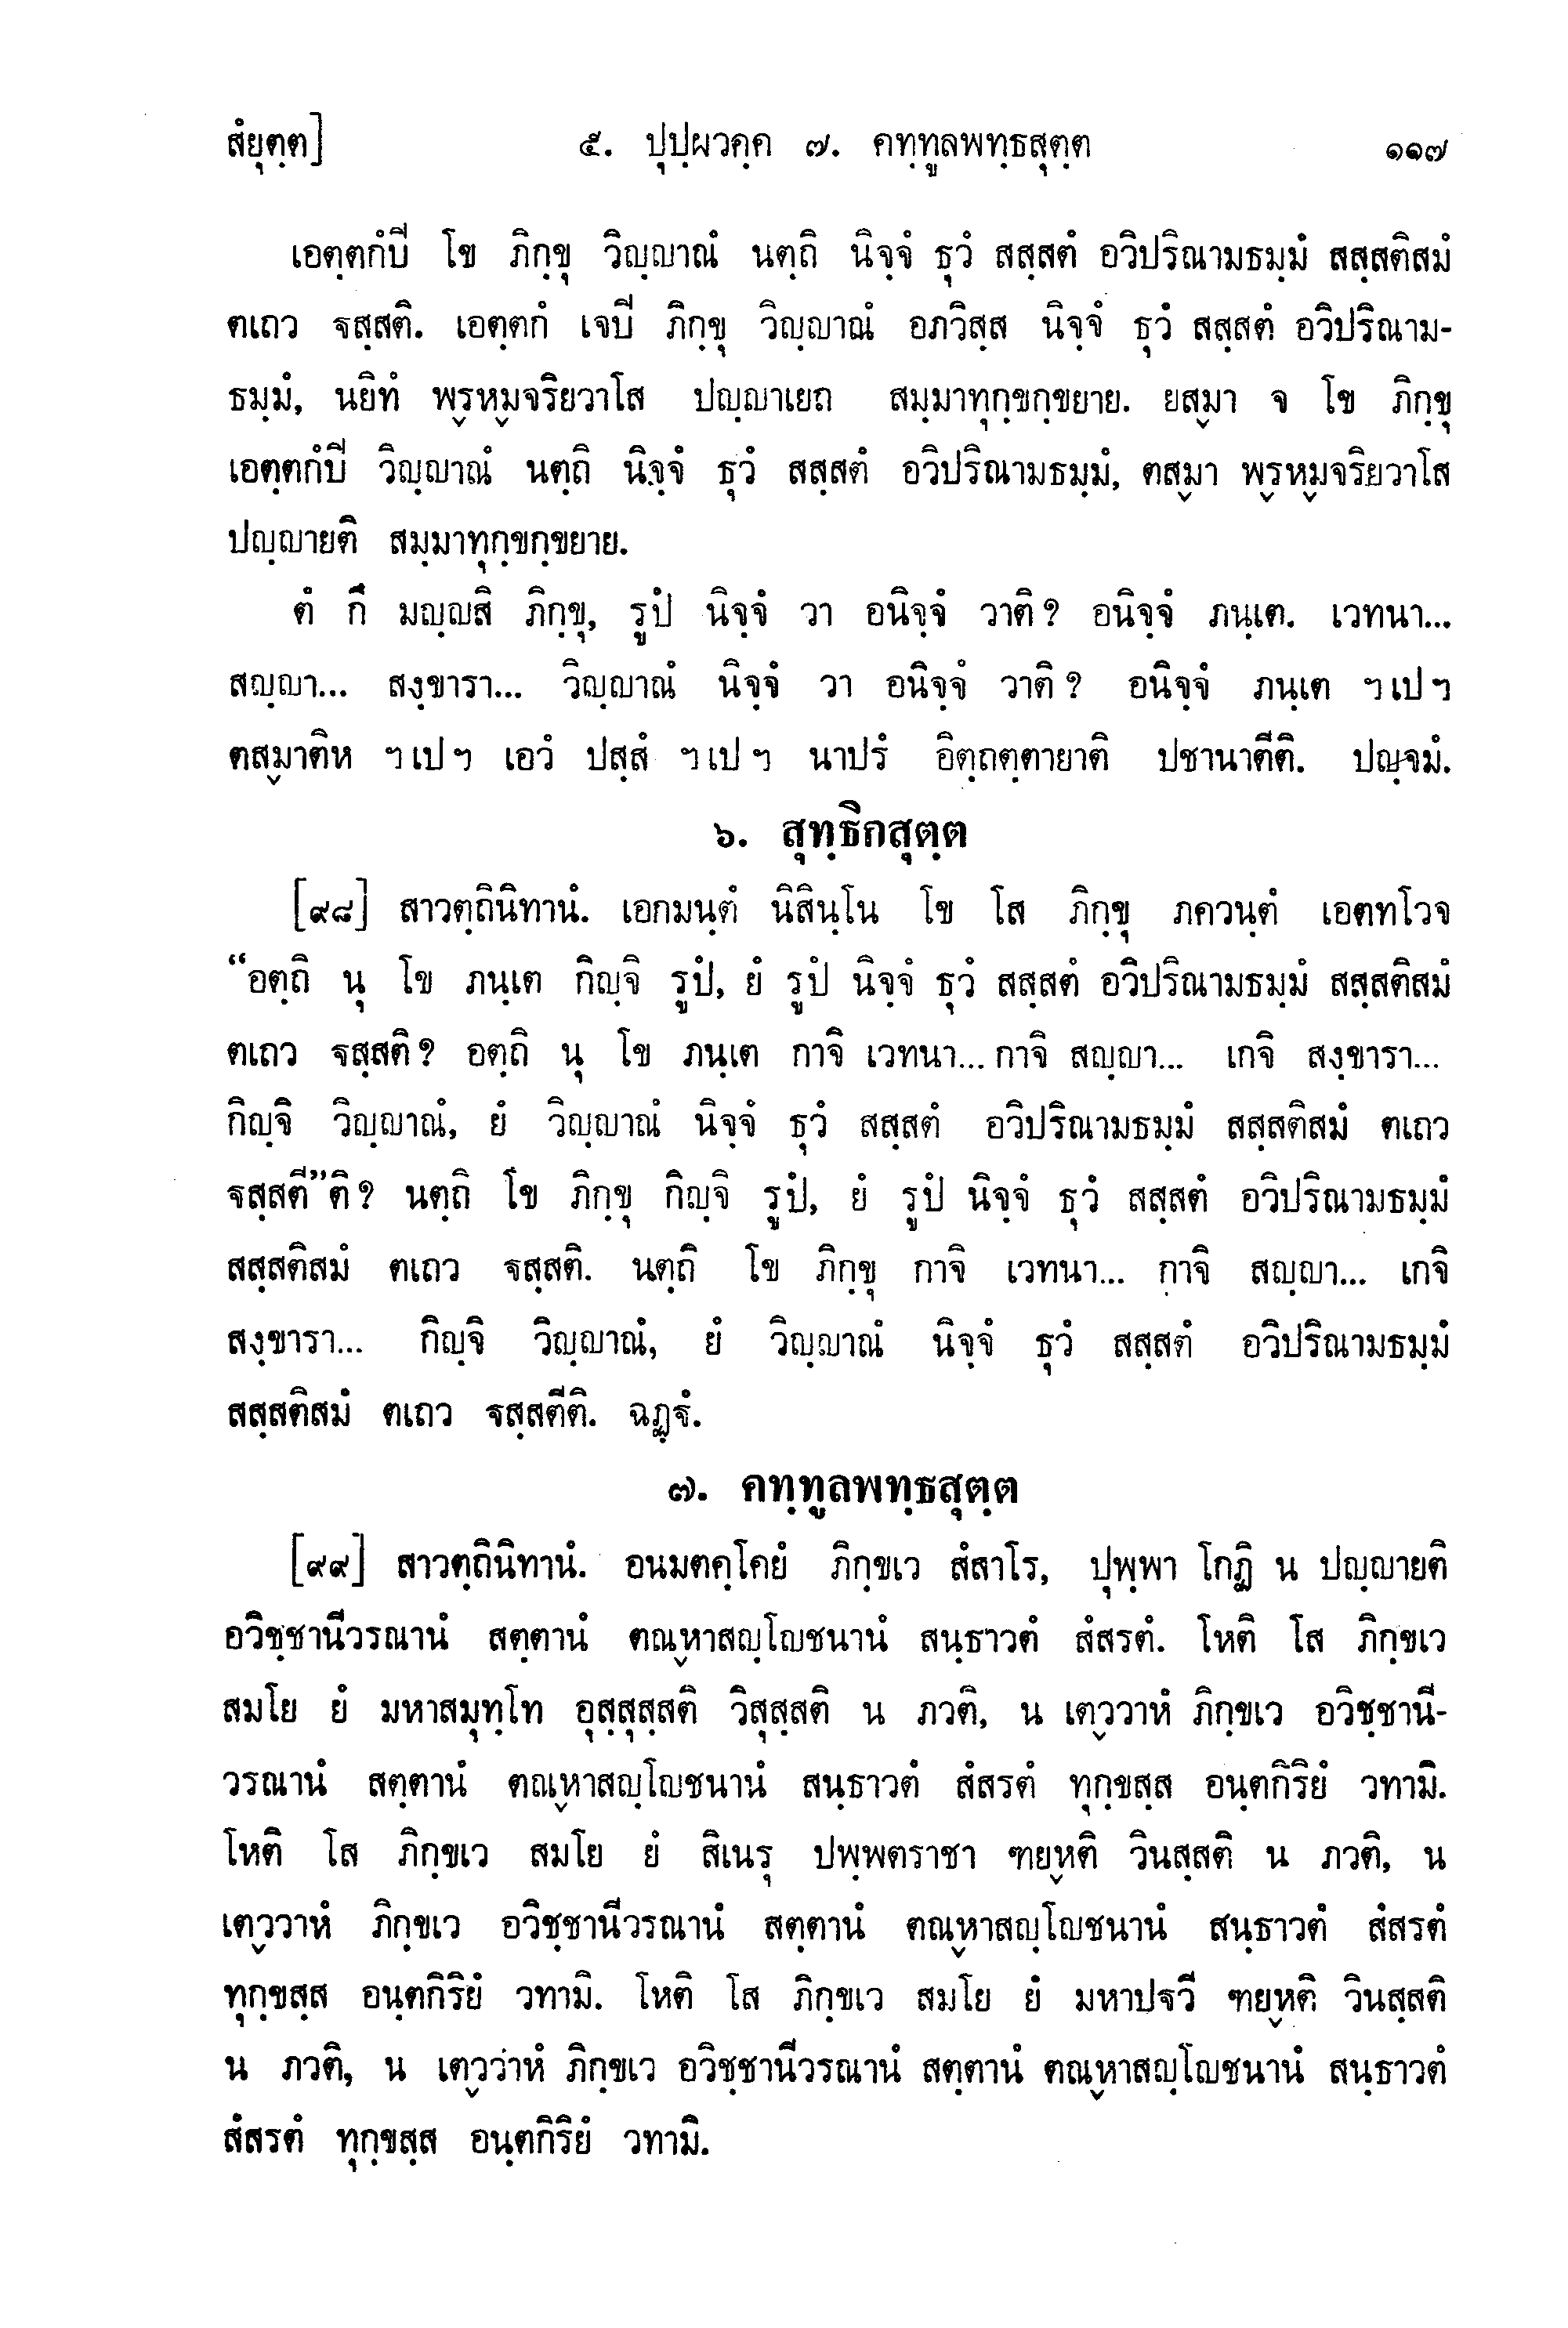 สํยุตฺต]	๕. ปุปฺผวคฺค ๗. คทฺทูลพทฺธสุตฺต	๑๑๗
เอตฺตกํปี โข ภิกฺขุ วิญฺญาณํ นตฺถิ นิจฺจํ ธุวํ สสฺสตํ อวิปริณามธมฺมํ สสฺสติสมํ
ตเถว ฐสฺสติ. เอตฺตกํ เจปี ภิกฺขุ วิญฺญาณํ อภวิสฺส นิจฺจํ ธุวํ สสฺสตํ อวิปริณาม-
ธมฺมํ, นยิทํ พฺรหฺมจริยวาโส ปญฺญาเยถ สมฺมาทุกฺขกฺขยาย. ยสฺมา จ โข ภิกฺขุ
เอตฺตกํปี วิญฺญาณํ นตฺถิ นิจฺจํ ธุวํ สสฺสตํ อวิปริณามธมฺมํ, ตสฺมา พฺรหฺมจริยวาโส
ปญฺญายติ สมฺมาทุกฺขกฺขยาย.
ตํ กึ มญฺญสิ ภิกฺขุ, รูปํ นิจฺจํ วา อนิจฺจํ วาติ? อนิจฺจํ ภนฺเต. เวทนา...
สญฺญา... สงฺขารา... วิญฺญาณํ นิจฺจํ วา อนิจฺจํ วาติ? อนิจฺจํ ภนฺเต ฯเปฯ
ตสฺมาติห ฯเปฯ เอวํ ปสฺสํ ฯเปฯ นาปรํ อิตฺถตฺตายาติ ปชานาตีติ. ปญฺจมํ.
๖. สุทฺธิกสุตฺต
[๙๘] สาวตฺถินิทานํ. เอกมนฺตํ นิสินฺโน โข โส ภิกฺขุ ภควนฺตํ เอตทโวจ
“อตฺถิ นุ โข ภนฺเต กิญฺจิ รูปํ, ยํ รูปํ นิจฺจํ ธุวํ สสฺสตํ อวิปริณามธมฺมํ สสฺสติสมํ
ตเถว ฐสฺสติ? อตฺถิ นุ โข ภนฺเต กาจิ เวทนา... กาจิ สญฺญา... เกจิ สงฺขารา...
กิญฺจิ วิญฺญาณํ, ยํ วิญฺญาณํ นิจฺจํ ธุวํ สสฺสตํ อวิปริณามธมฺมํ สสฺสติสมํ ตเถว
ฐสฺสตี”ติ? นตฺถิ โข ภิกฺขุ กิญฺจิ รูปํ, ยํ รูปํ นิจฺจํ ธุวํ สสฺสตํ อวิปริณามธมฺมํ
สสฺสติสมํ ตเถว ฐสฺสติ. นตฺถิ โข ภิกฺขุ กาจิ เวทนา... กาจิ สญฺญา... เกจิ
สงฺขารา... กิญฺจิ วิญฺญาณํ, ยํ วิญฺญาณํ นิจฺจํ ธุวํ สสฺสตํ อวิปริณามธมฺมํ
สสฺสติสมํ ตเถว ฐสฺสตีติ. ฉฏฺฐํ.
๗. คทฺทูลพทฺธสุตฺต
[๙๙] สาวตฺถินิทานํ. อนมตคฺโคยํ ภิกฺขเว สํสาโร, ปุพฺพา โกฏิ น ปญฺญายติ
อวิชฺชานีวรณานํ สตฺตานํ ตณฺหาสญฺโญชนานํ สนฺธาวตํ สํสรตํ. โหติ โส ภิกฺขเว
สมโย ยํ มหาสมุทฺโท อุสฺสุสฺสติ วิสุสฺสติ น ภวติ, น เตฺววาหํ ภิกฺขเว อวิชฺชานี-
วรณานํ สตฺตานํ ตณฺหาสญฺโญชนานํ สนฺธาวตํ สํสรตํ ทุกฺขสฺส อนฺตกิริยํ วทามิ.
โหติ โส ภิกฺขเว สมโย ยํ สิเนรุ ปพฺพตราชา ฑยฺหติ วินสฺสติ น ภวติ, น
เตฺววาหํ ภิกฺขเว อวิชฺชานีวรณานํ สตฺตานํ ตณฺหาสญฺโญชนานํ สนฺธาวตํ สํสรตํ
ทุกฺขสฺส อนฺตกิริยํ วทามิ. โหติ โส ภิกฺขเว สมโย ยํ มหาปฐวี ฑยฺหติ วินสฺสติ
น ภวติ, น เตฺวว่าหํ ภิกฺขเว อวิชฺชานีวรณานํ สตฺตานํ ตณฺหาสญฺโญชนานํ สนฺธาวตํ
สํสรตํ ทุกฺขสฺส อนฺตกิริยํ วทามิ.